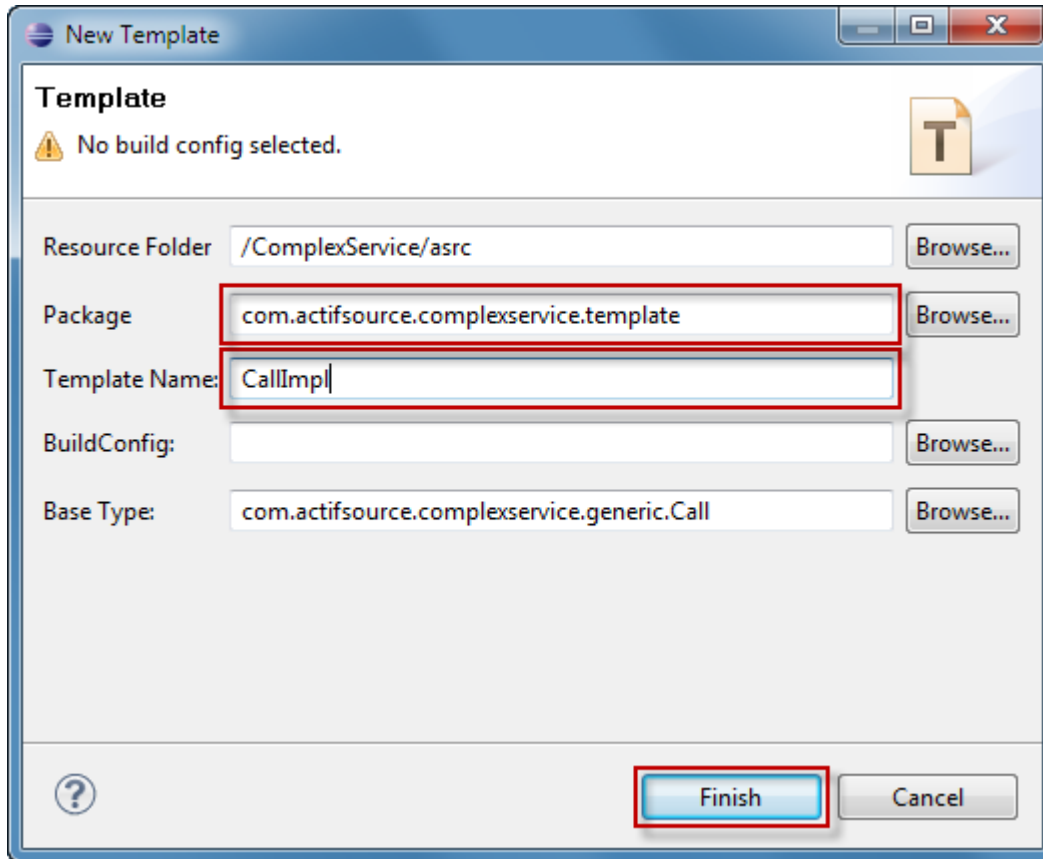 New Template
Template
No build config selected.
T
Resource Folder /ComplexService/asrc Browse...
Package com.actifsource.complexservice.template Browse...
Template Name: CallImpl
BuildConfig: Browse...
Base Type: com.actifsource.complexservice.generic.Call Browse...
? Finish Cancel